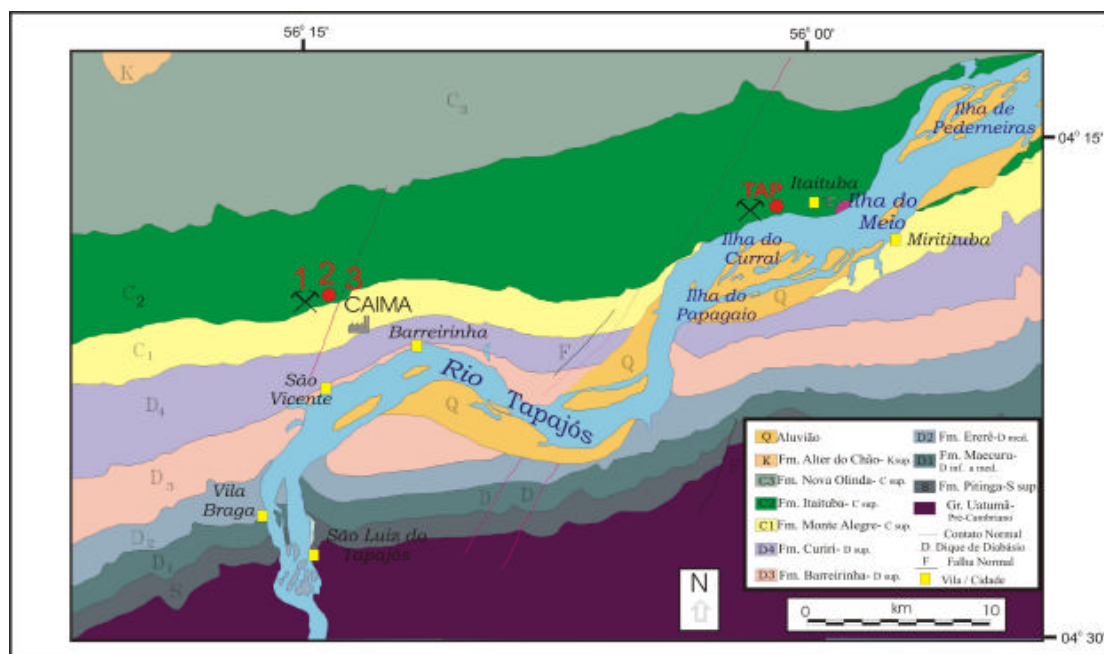 56° 15'
56° 00'
K
C3
Ilha de
Pederneiras
04° 15'
TAP
Itaituba
Ilha do
Meio
Miritituba
Ilha do
Curral
1 2 3
C2
CAIMA
Ilha do
Papagaio
Q
Barreirinha
C1
F
Q
Rio
Tapajós
São
Vicente
D4
Q
D3
Vila
Braga
D2
São Luiz do
Tapajós
D1
S
D
D
Q Aluvião
K Fm. Alter do Chão- K sup.
C3 Fm. Nova Olinda- C sup.
C2 Fm. Itaituba- C sup.
C1 Fm. Monte Alegre- C sup.
D4 Fm. Curiri- D sup.
D3 Fm. Barreirinha- D sup.
D2 Fm. Ererê- D med.
D1 Fm. Maecuru-
D inf. a med.
S Fm. Pitinga-S sup
Gr. Uatumã-
Pré-Cambriano
Contato Normal
D Dique de Diabásio
F Falha Normal
Vila / Cidade
N
0 km 10
04° 30'